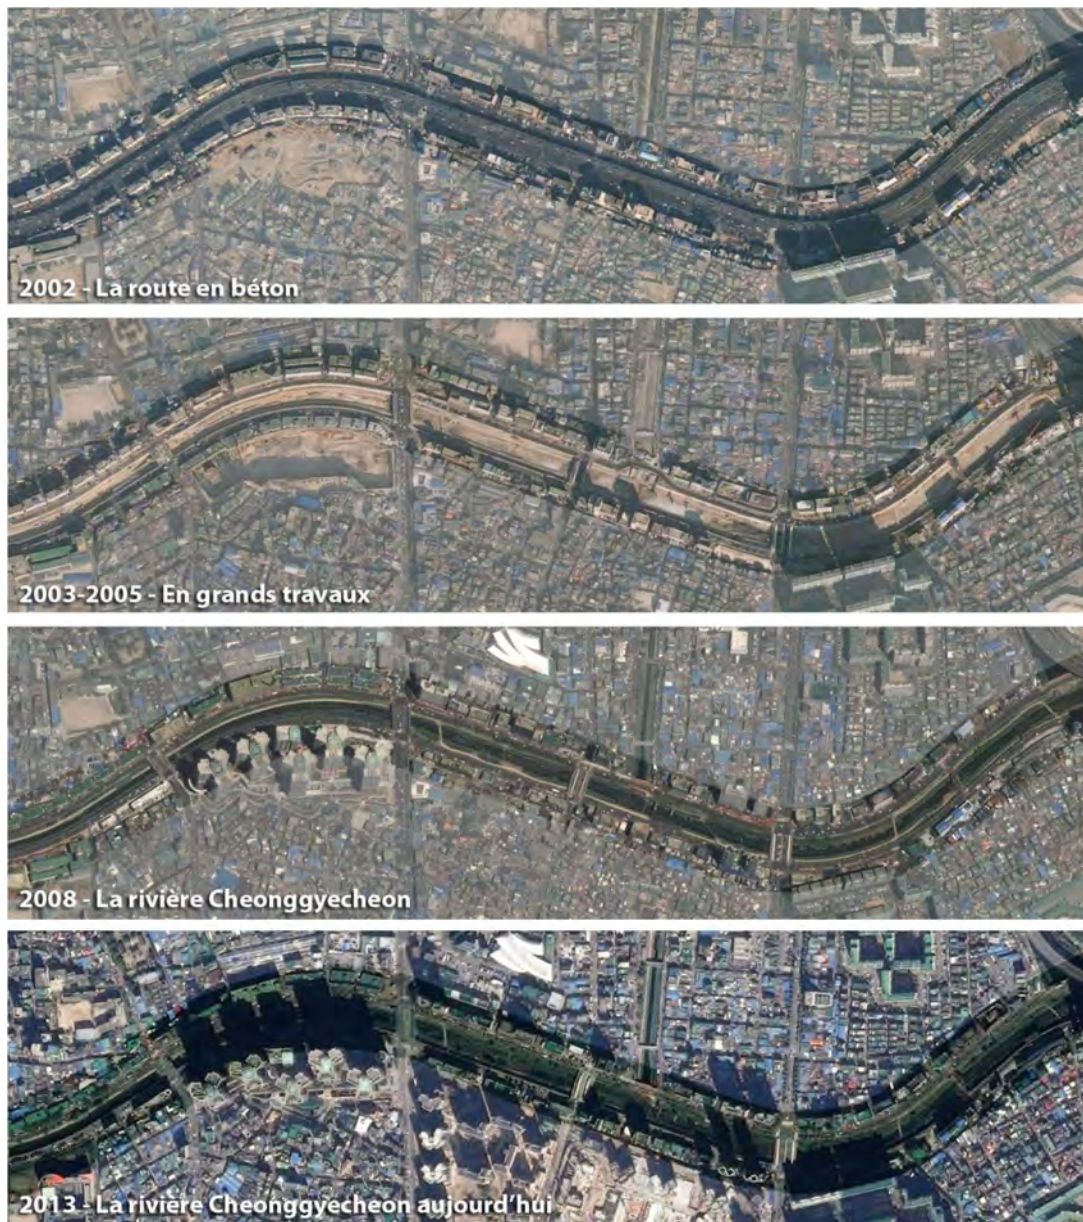 2002 - La route en béton
2003-2005 - En grands travaux
2008 - La rivière Cheonggyecheon
2013 - La rivière Cheonggyecheon aujourd'hui